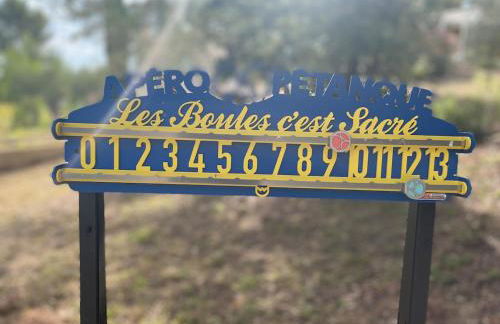 APÉRO PÉTANQUE
Les Boules c'est Sacré
0 1 2 3 4 5 6 7 8 9 10 11 12 13